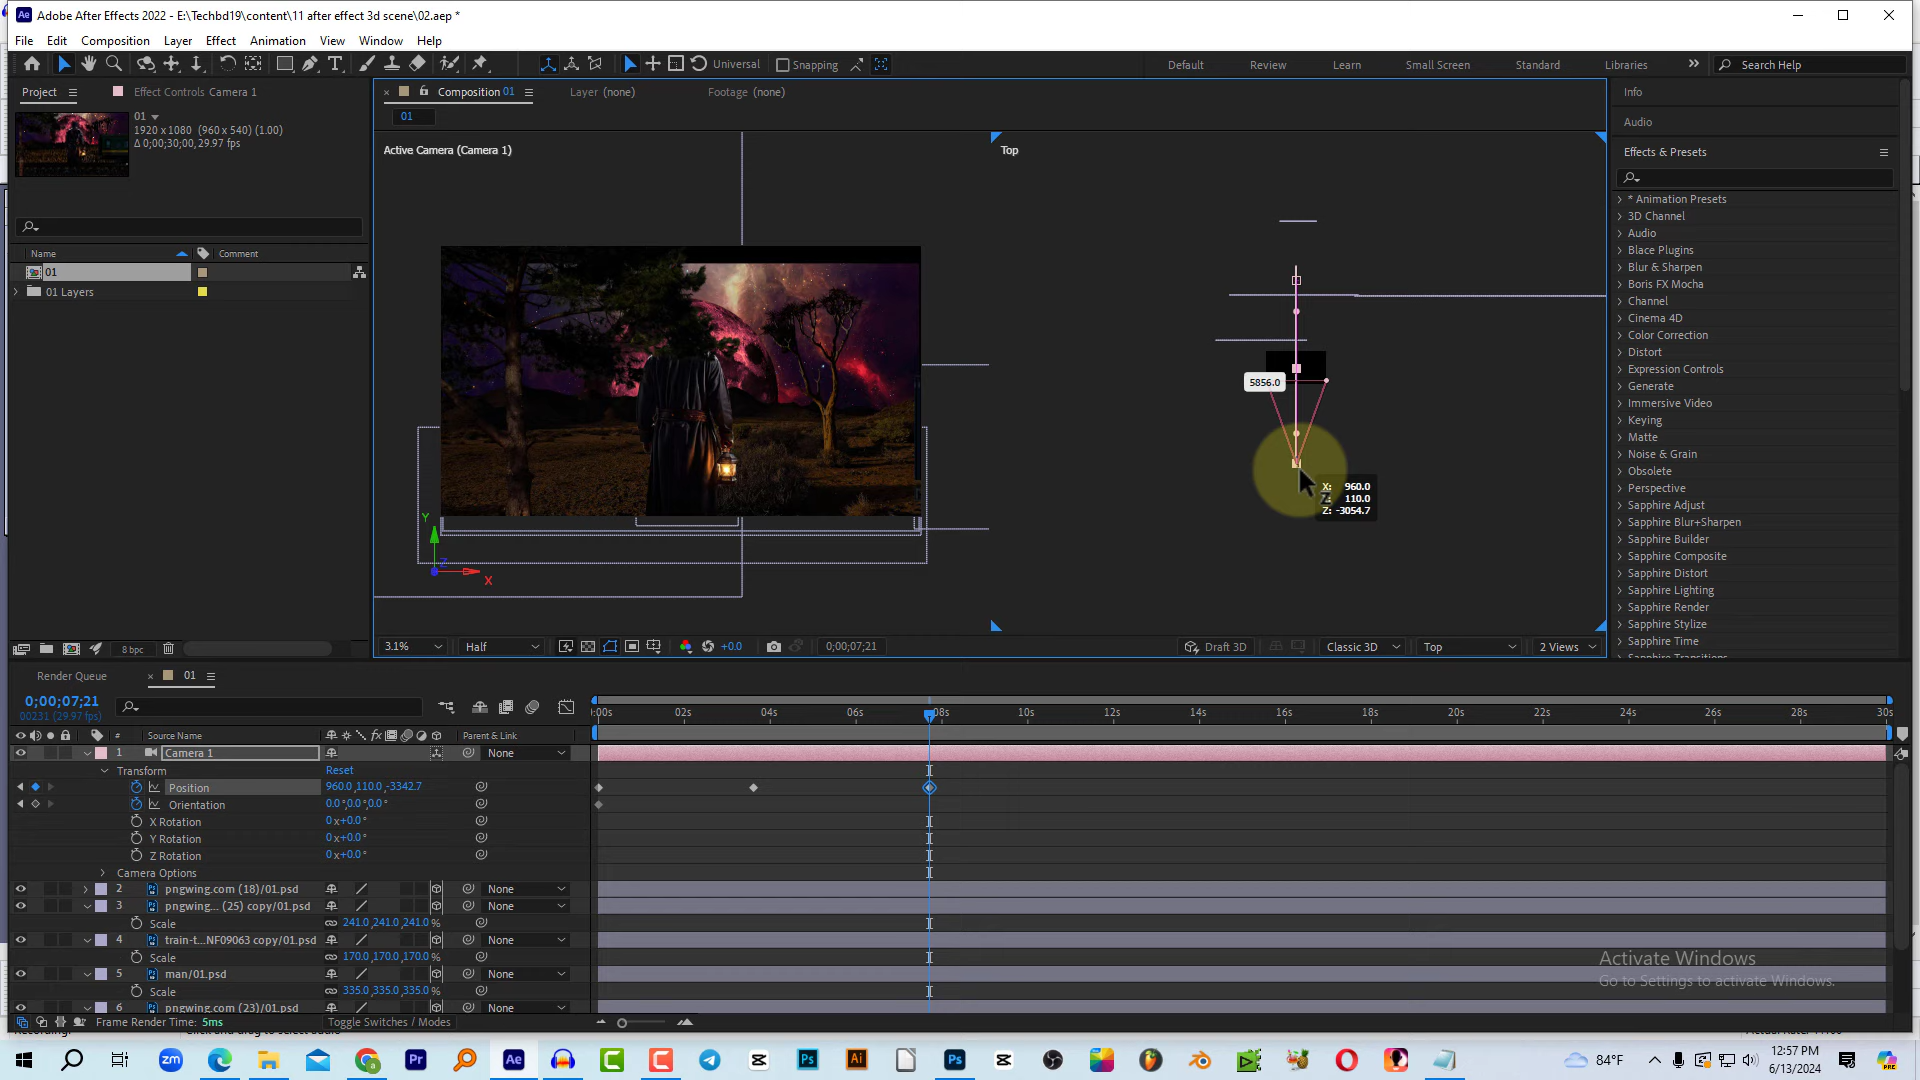 Adobe After Effects 2022 - E:\Techbd19\content\11 after effect 3d scene\02.aep *
File Edit Composition Layer Effect Animation View Window Help
Universal Snapping Default Review Learn Small Screen Standard Libraries Search Help
Project Effect Controls Camera 1
01
1920 x 1080 (960 x 540) (1.00)
Δ 0;00;30;00, 29.97 fps
Name Comment
01
01 Layers
8 bpc
Composition 01 Layer (none) Footage (none)
01
Active Camera (Camera 1)
Top
5856.0
X: 960.0
110.0
Z: -3054.7
Y
Z
X
3.1% Half +0.0 0;00;07;21 Draft 3D Classic 3D Top 2 Views
Info
Audio
Effects & Presets
* Animation Presets
3D Channel
Audio
Blace Plugins
Blur & Sharpen
Boris FX Mocha
Channel
Cinema 4D
Color Correction
Distort
Expression Controls
Generate
Immersive Video
Keying
Matte
Noise & Grain
Obsolete
Perspective
Sapphire Adjust
Sapphire Blur+Sharpen
Sapphire Builder
Sapphire Composite
Sapphire Distort
Sapphire Lighting
Sapphire Render
Sapphire Stylize
Sapphire Time
Sapphire Transitions
Render Queue 01
0;00;07;21
00231 (29.97 fps)
:00s 02s 04s 06s 08s 10s 12s 14s 16s 18s 20s 22s 24s 26s 28s 30s
# Source Name fx Parent & Link
1 Camera 1 None
Transform Reset
Position 960.0,110.0,-3342.7
Orientation 0.0°,0.0°,0.0°
X Rotation 0x+0.0°
Y Rotation 0x+0.0°
Z Rotation 0x+0.0°
Camera Options
2 pngwing.com (18)/01.psd None
3 pngwing... (25) copy/01.psd None
Scale 241.0,241.0,241.0%
4 train-t...NF09063 copy/01.psd None
Scale 170.0,170.0,170.0%
5 man/01.psd None
Scale 335.0,335.0,335.0%
6 pngwing.com (23)/01.psd None
Frame Render Time: 5ms Toggle Switches / Modes
Activate Windows
Go to Settings to activate Windows.
84°F 12:57 PM
6/13/2024